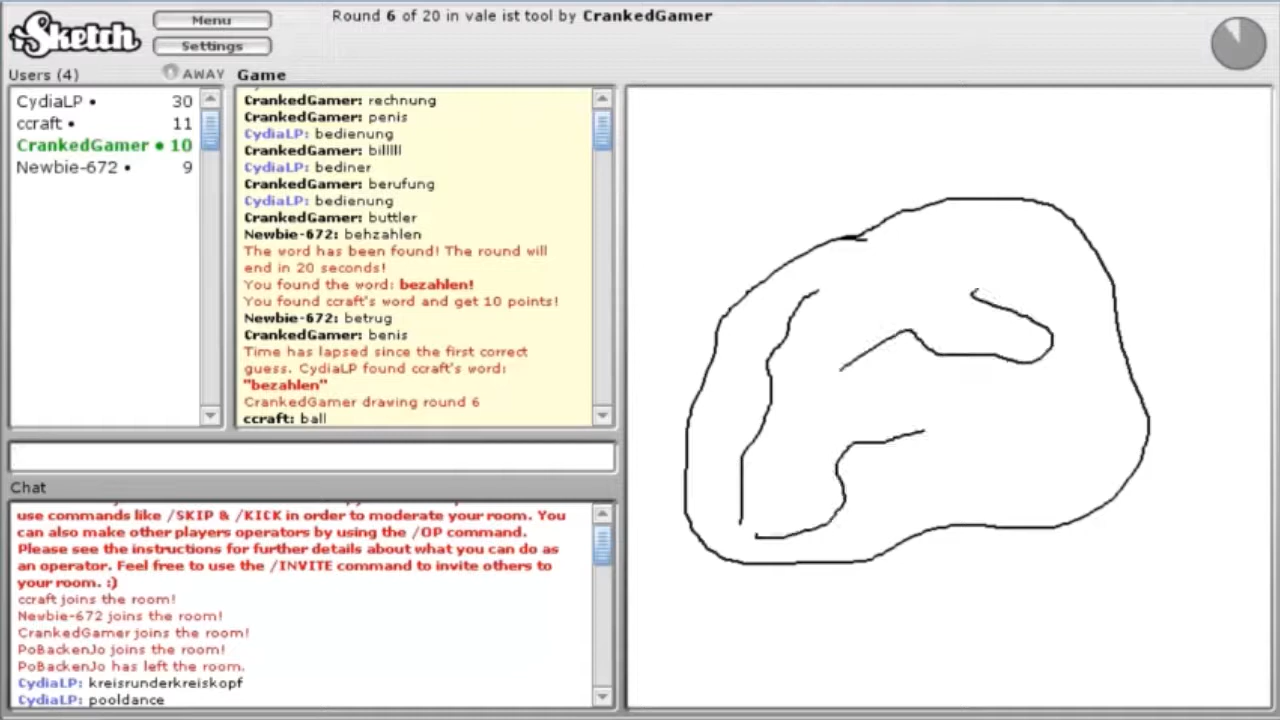 iSketch
Menu
Settings
Round 6 of 20 in vale ist tool by CrankedGamer
Users (4)
AWAY
CydiaLP • 30
ccraft • 11
CrankedGamer • 10
Newbie-672 • 9
Game
CrankedGamer: rechnung
CrankedGamer: penis
CydiaLP: bedienung
CrankedGamer: billlll
CydiaLP: bediner
CrankedGamer: berufung
CydiaLP: bedienung
CrankedGamer: buttler
Newbie-672: behzahlen
The word has been found! The round will
end in 20 seconds!
You found the word: bezahlen!
You found ccraft's word and get 10 points!
Newbie-672: betrug
CrankedGamer: benis
Time has lapsed since the first correct
guess. CydiaLP found ccraft's word:
"bezahlen"
CrankedGamer drawing round 6
ccraft: ball
Chat
use commands like /SKIP & /KICK in order to moderate your room. You
can also make other players operators by using the /OP command.
Please see the instructions for further details about what you can do as
an operator. Feel free to use the /INVITE command to invite others to
your room. :)
ccraft joins the room!
Newbie-672 joins the room!
CrankedGamer joins the room!
PoBackenJo joins the room!
PoBackenJo has left the room.
CydiaLP: kreisrunderkreiskopf
CydiaLP: pooldance